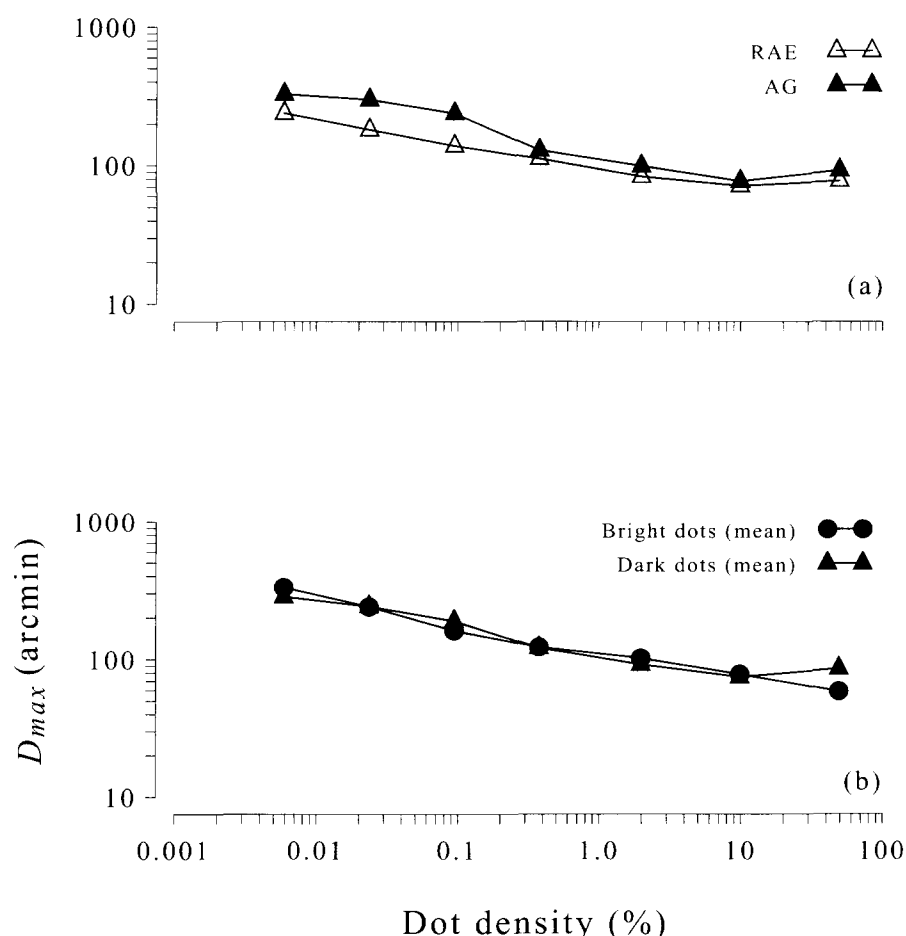 1000
RAE
AG
100
10
(a)
1000
Bright dots (mean)
Dark dots (mean)
D_max (arcmin)
100
10
(b)
0.001 0.01 0.1 1.0 10 100
Dot density (%)